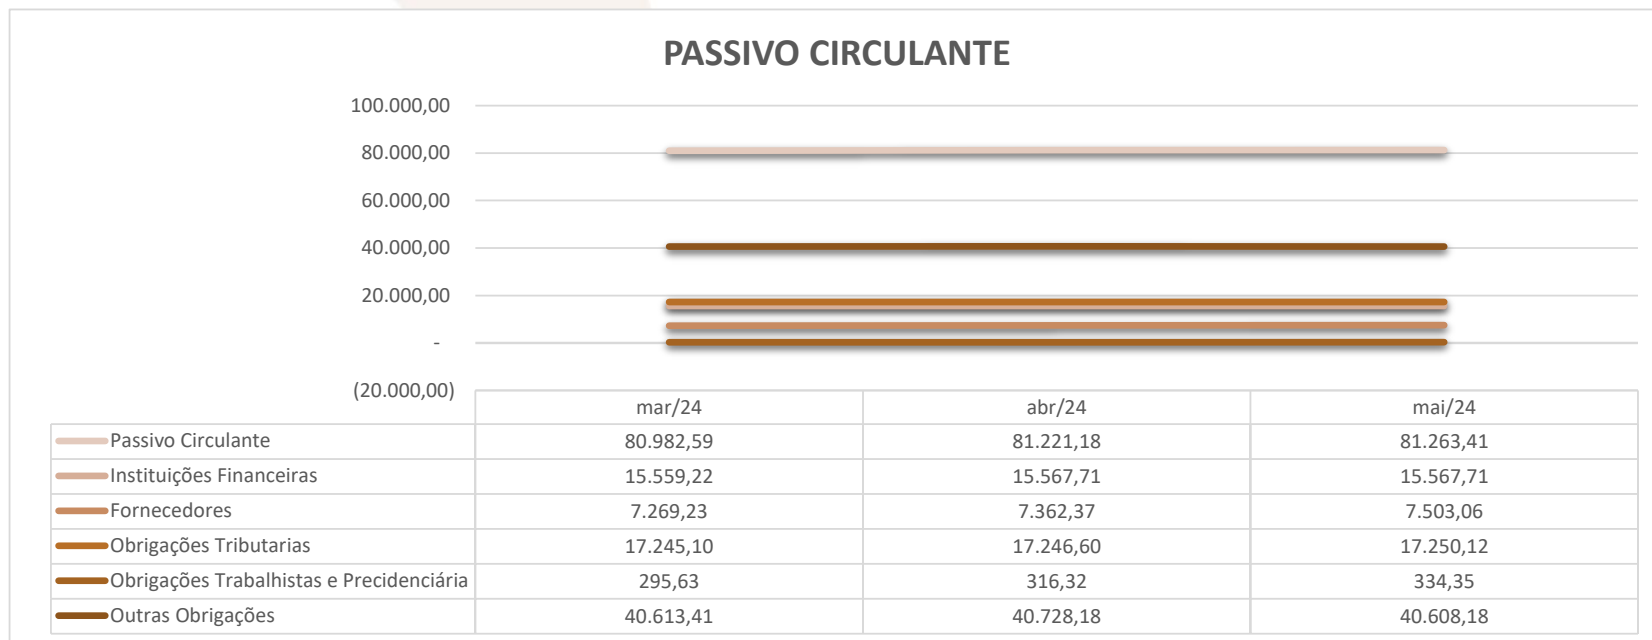 PASSIVO CIRCULANTE
100.000,00
80.000,00
60.000,00
40.000,00
20.000,00
-
(20.000,00)
mar/24 abr/24 mai/24
Passivo Circulante 80.982,59 81.221,18 81.263,41
Instituições Financeiras 15.559,22 15.567,71 15.567,71
Fornecedores 7.269,23 7.362,37 7.503,06
Obrigações Tributarias 17.245,10 17.246,60 17.250,12
Obrigações Trabalhistas e Precidenciária 295,63 316,32 334,35
Outras Obrigações 40.613,41 40.728,18 40.608,18